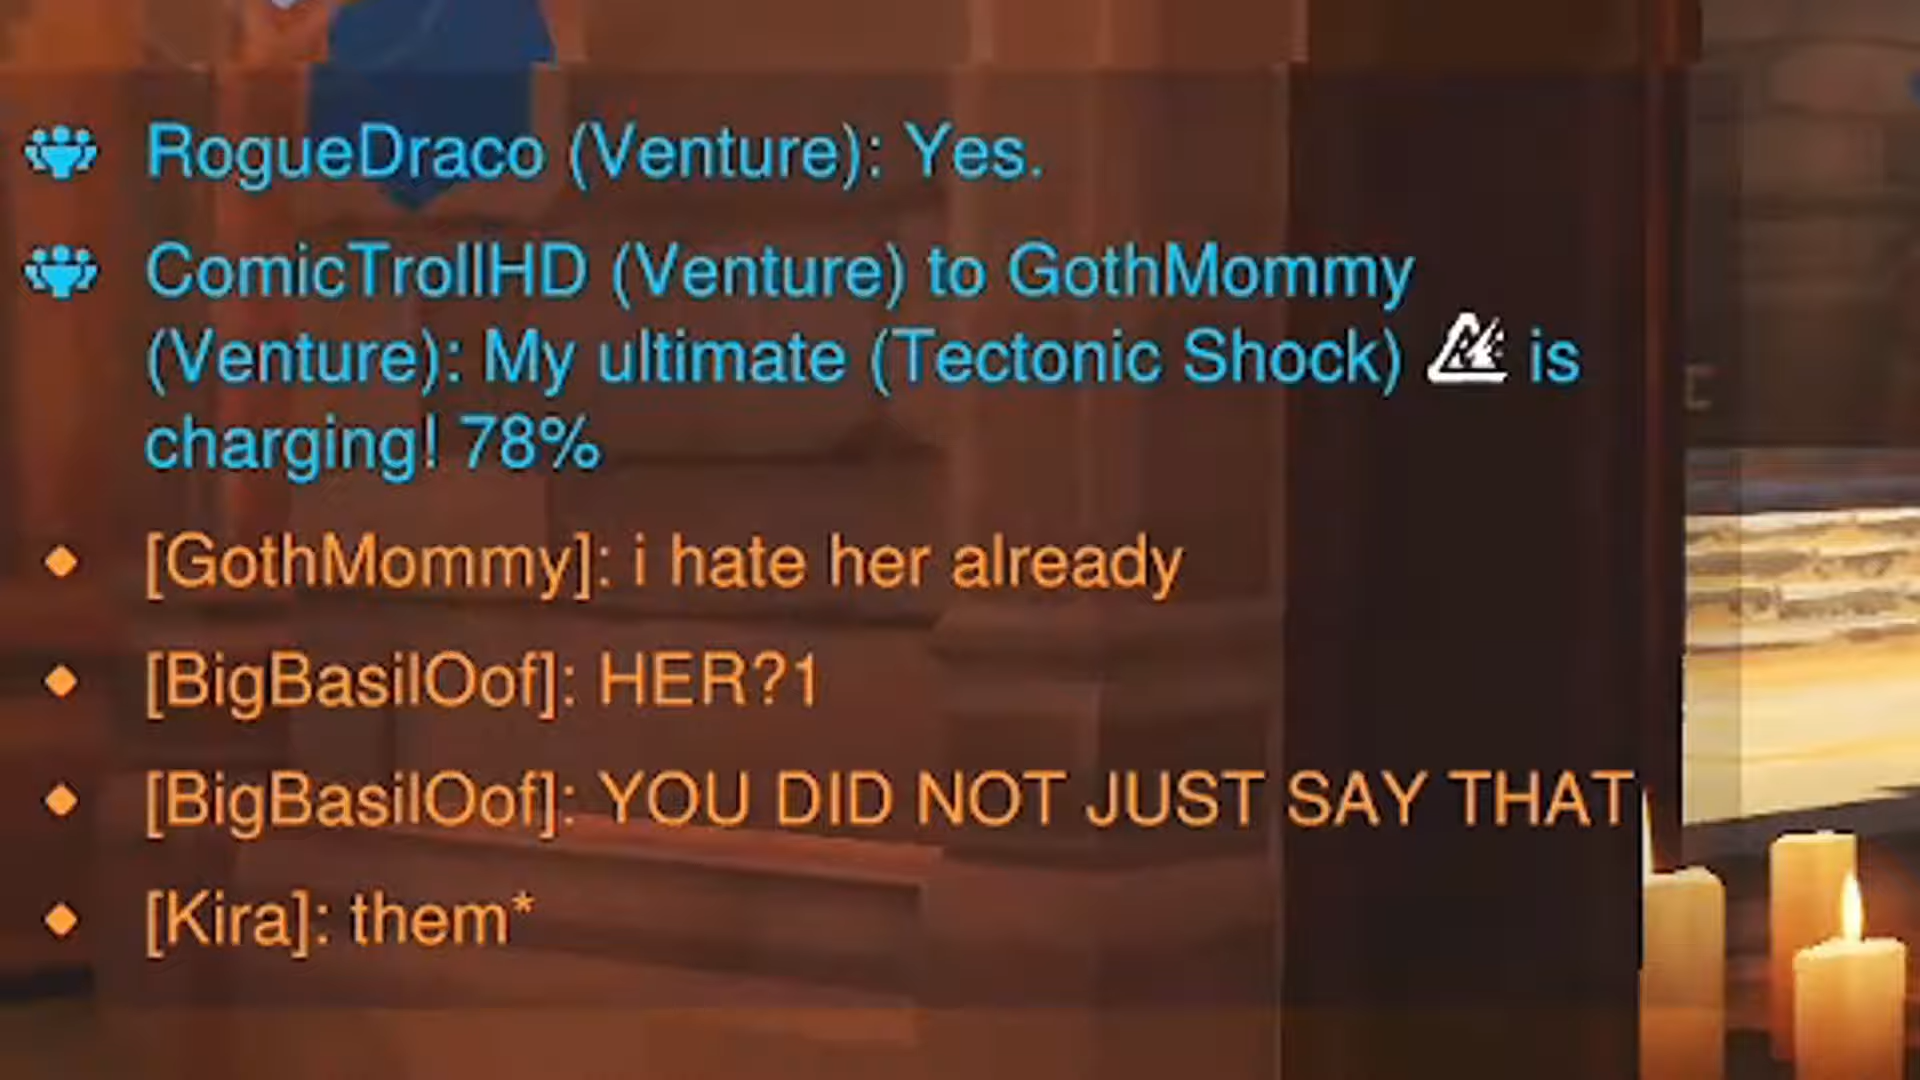 RogueDraco (Venture): Yes.
ComicTrollHD (Venture) to GothMommy
(Venture): My ultimate (Tectonic Shock) is
charging! 78%
[GothMommy]: i hate her already
[BigBasilOof]: HER?1
[BigBasilOof]: YOU DID NOT JUST SAY THAT
[Kira]: them*